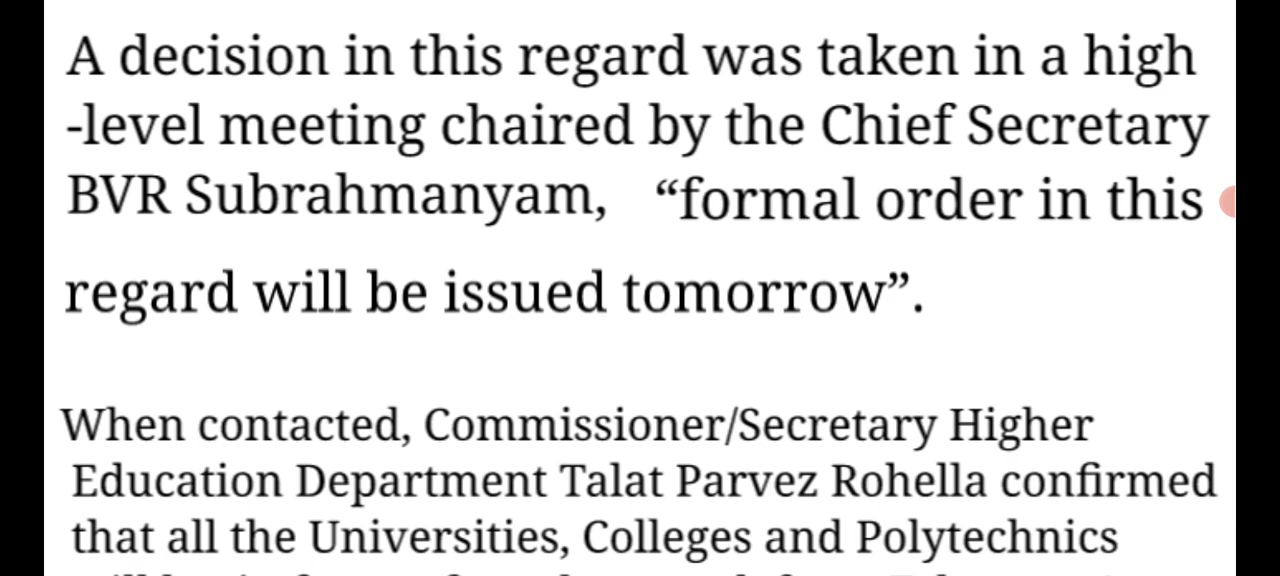 A decision in this regard was taken in a high
-level meeting chaired by the Chief Secretary
BVR Subrahmanyam, “formal order in this
regard will be issued tomorrow”.
When contacted, Commissioner/Secretary Higher
Education Department Talat Parvez Rohella confirmed
that all the Universities, Colleges and Polytechnics